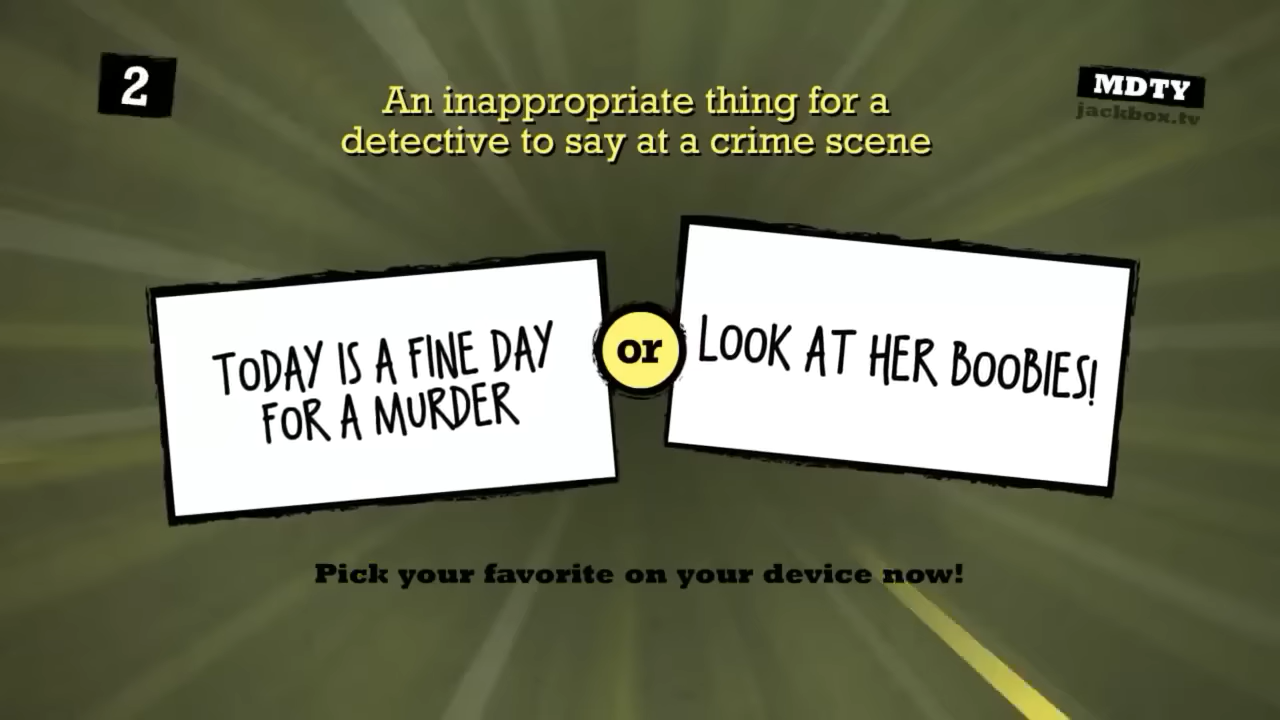 2
MDTY
jackbox.tv
An inappropriate thing for a
detective to say at a crime scene
TODAY IS A FINE DAY
FOR A MURDER
or
LOOK AT HER BOOBIES!
Pick your favorite on your device now!